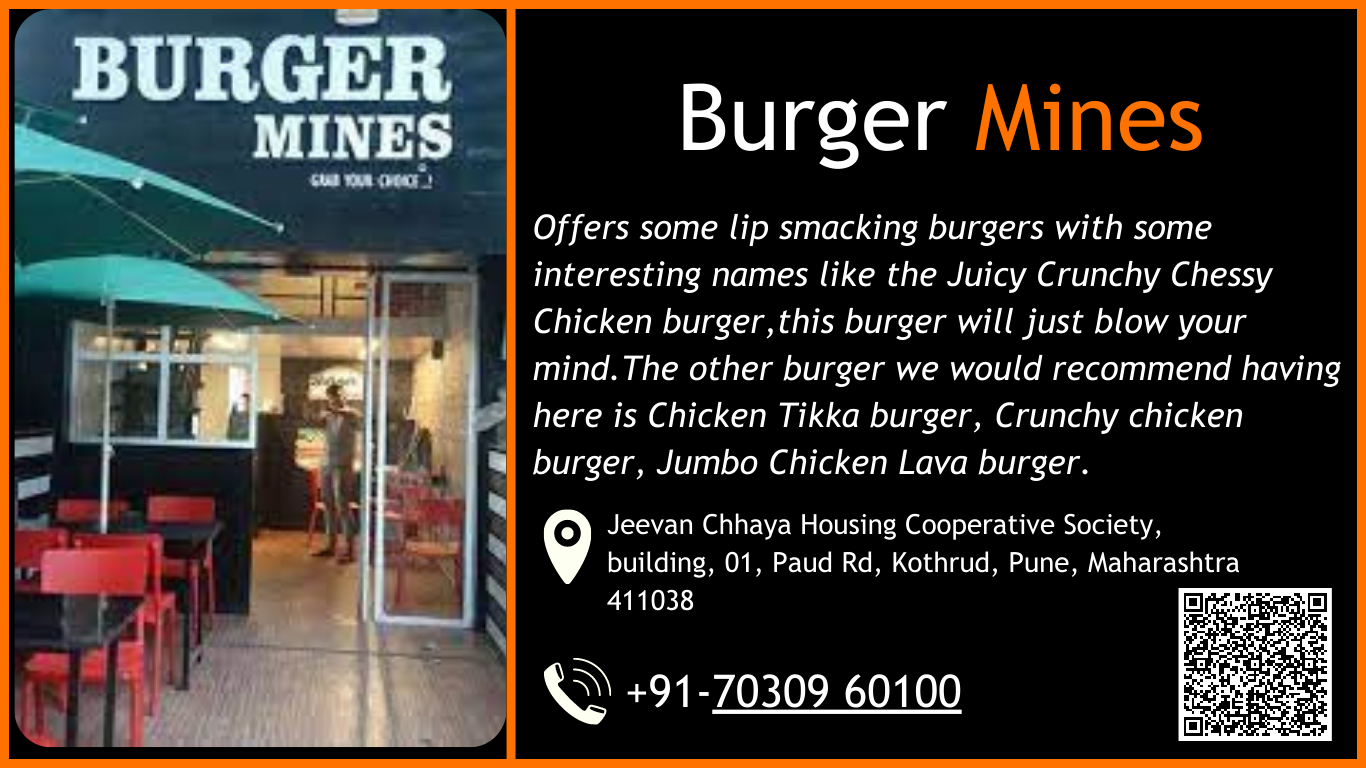 BURGER
MINES
GRAB YOUR CHOICE..!
Burger Mines
Offers some lip smacking burgers with some
interesting names like the Juicy Crunchy Chessy
Chicken burger,this burger will just blow your
mind.The other burger we would recommend having
here is Chicken Tikka burger, Crunchy chicken
burger, Jumbo Chicken Lava burger.
Jeevan Chhaya Housing Cooperative Society,
building, 01, Paud Rd, Kothrud, Pune, Maharashtra
411038
+91-70309 60100